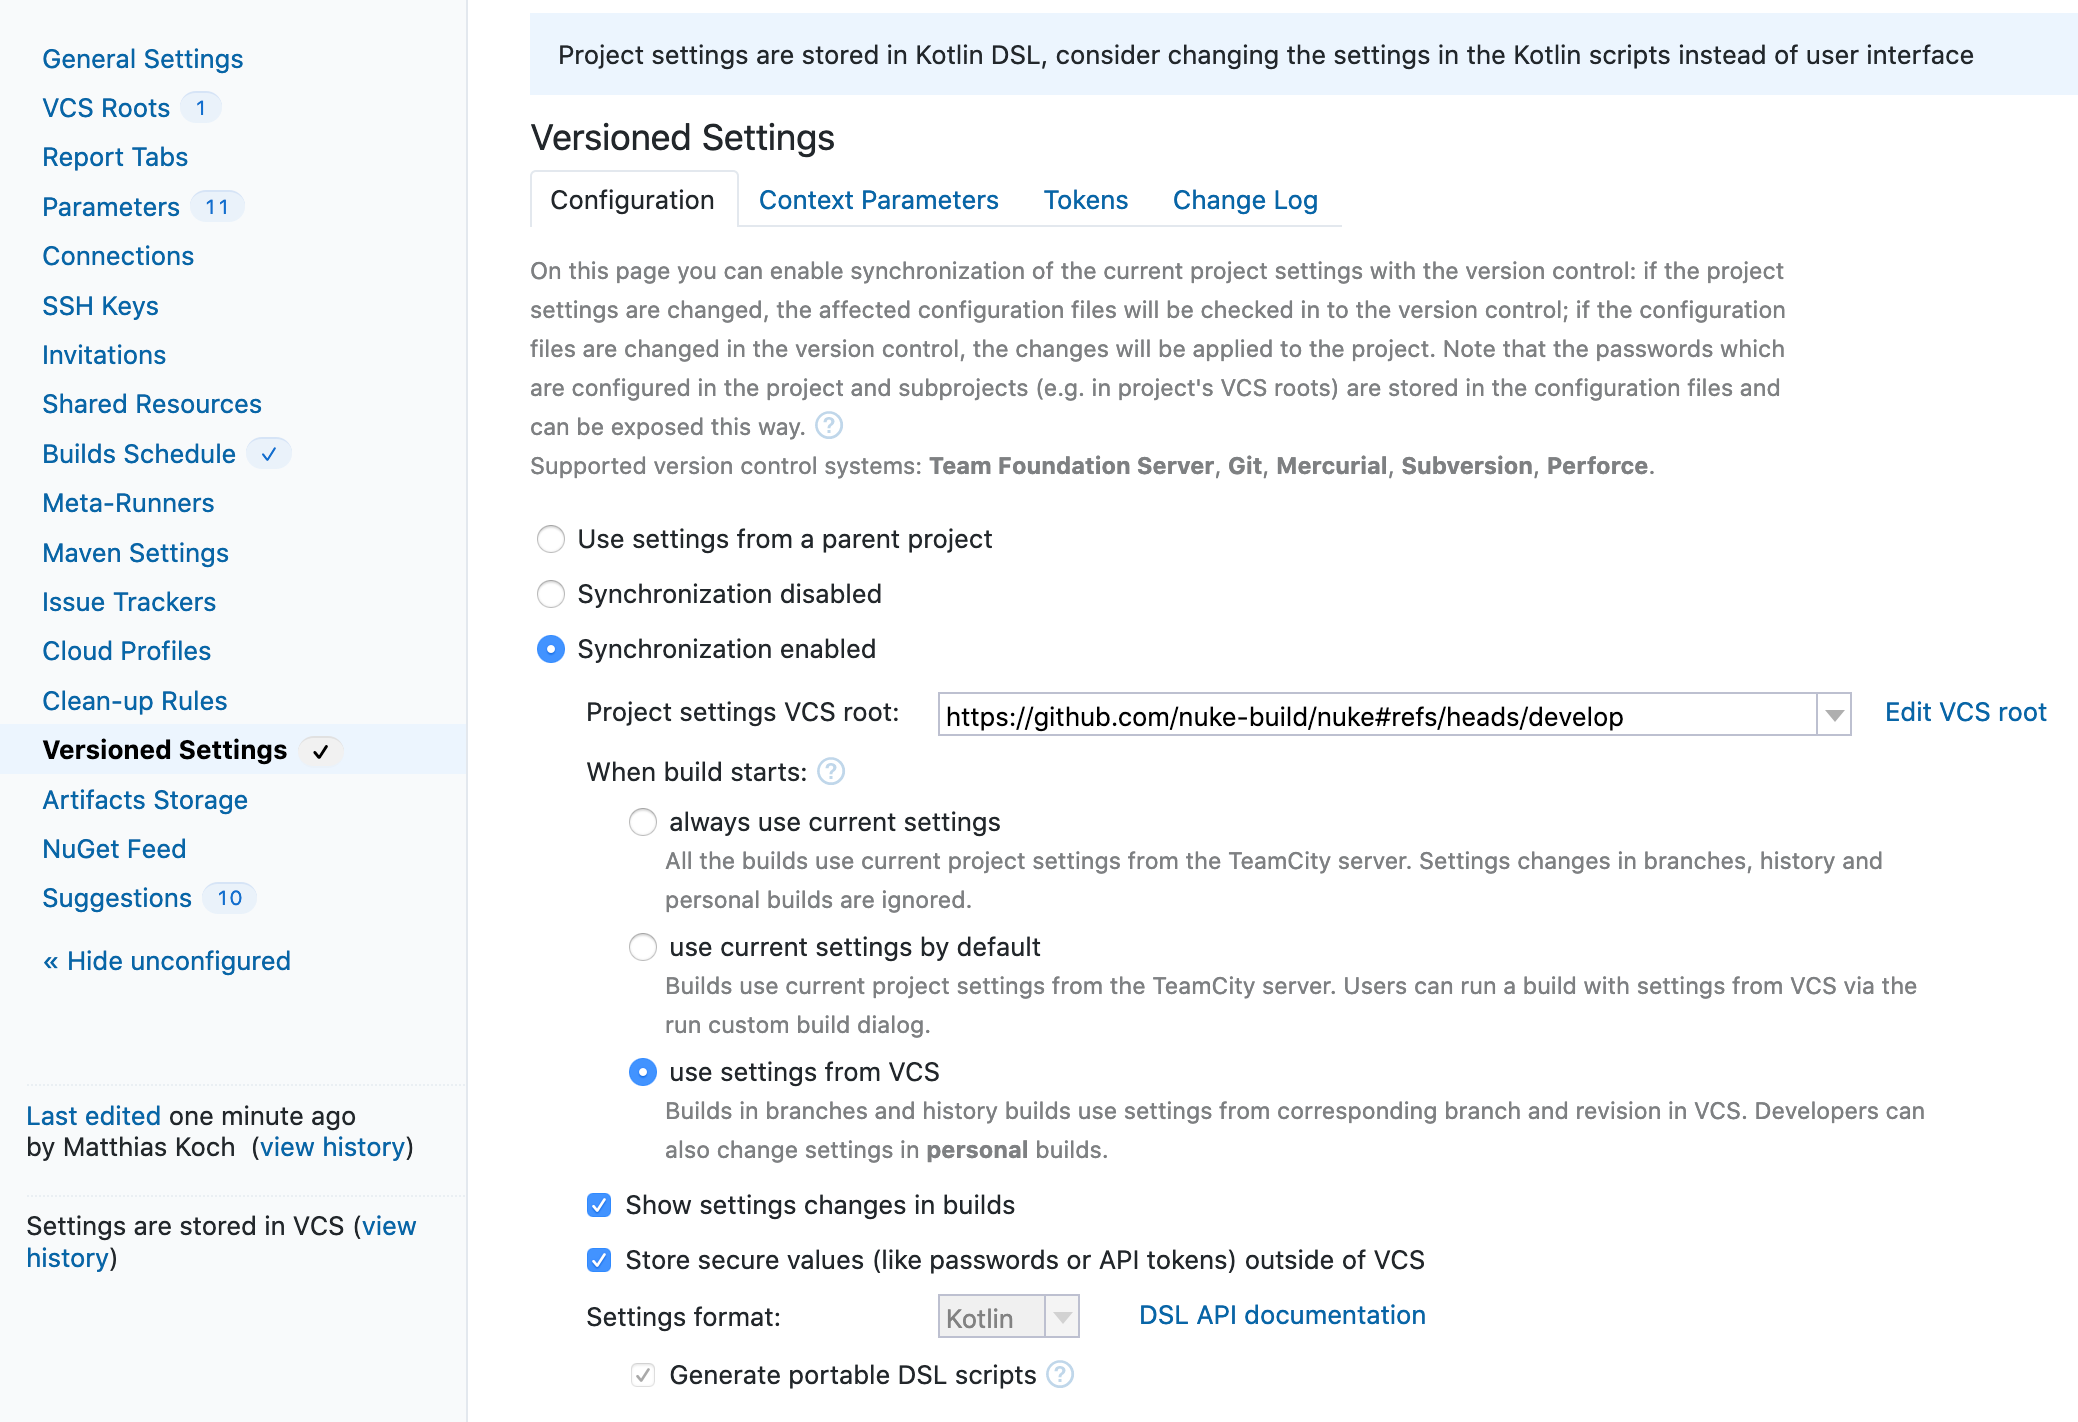 General Settings
VCS Roots 1
Report Tabs
Parameters 11
Connections
SSH Keys
Invitations
Shared Resources
Builds Schedule
Meta-Runners
Maven Settings
Issue Trackers
Cloud Profiles
Clean-up Rules
Versioned Settings
Artifacts Storage
NuGet Feed
Suggestions 10
« Hide unconfigured
Last edited one minute ago
by Matthias Koch (view history)
Settings are stored in VCS (view
history)
Project settings are stored in Kotlin DSL, consider changing the settings in the Kotlin scripts instead of user interface
Versioned Settings
Configuration Context Parameters Tokens Change Log
On this page you can enable synchronization of the current project settings with the version control: if the project
settings are changed, the affected configuration files will be checked in to the version control; if the configuration
files are changed in the version control, the changes will be applied to the project. Note that the passwords which
are configured in the project and subprojects (e.g. in project's VCS roots) are stored in the configuration files and
can be exposed this way. ?
Supported version control systems: Team Foundation Server, Git, Mercurial, Subversion, Perforce.
Use settings from a parent project
Synchronization disabled
Synchronization enabled
Project settings VCS root: https://github.com/nuke-build/nuke#refs/heads/develop Edit VCS root
When build starts: ?
always use current settings
All the builds use current project settings from the TeamCity server. Settings changes in branches, history and
personal builds are ignored.
use current settings by default
Builds use current project settings from the TeamCity server. Users can run a build with settings from VCS via the
run custom build dialog.
use settings from VCS
Builds in branches and history builds use settings from corresponding branch and revision in VCS. Developers can
also change settings in personal builds.
Show settings changes in builds
Store secure values (like passwords or API tokens) outside of VCS
Settings format: Kotlin DSL API documentation
Generate portable DSL scripts ?